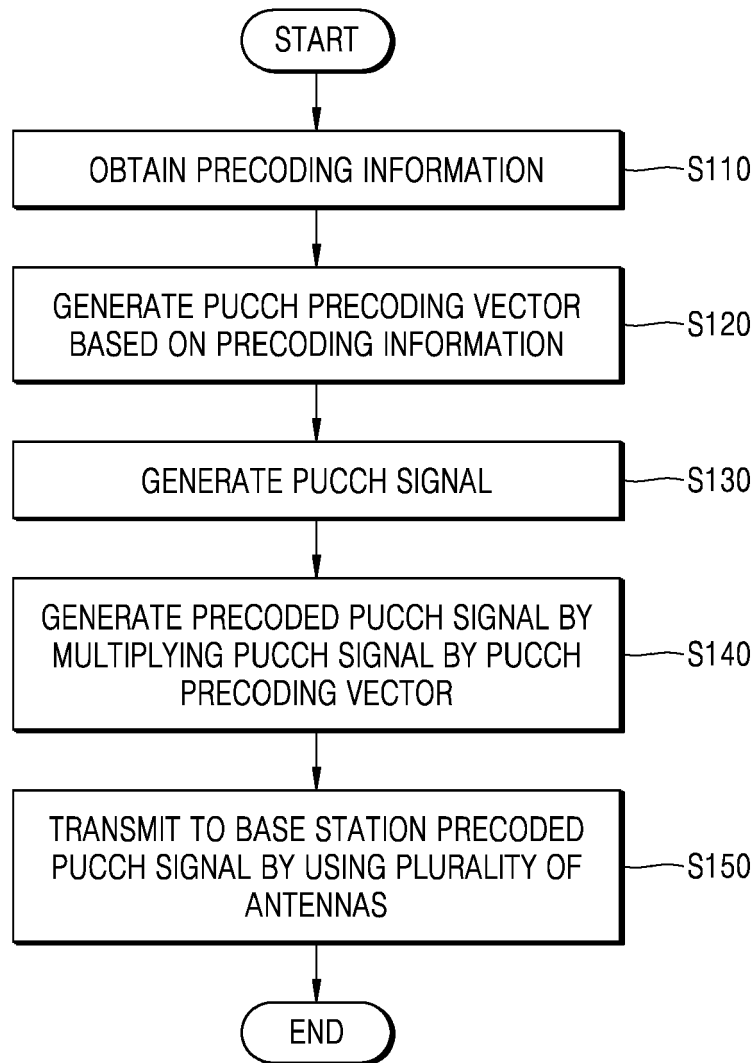 START
OBTAIN PRECODING INFORMATION
S110
GENERATE PUCCH PRECODING VECTOR
BASED ON PRECODING INFORMATION
S120
GENERATE PUCCH SIGNAL
S130
GENERATE PRECODED PUCCH SIGNAL BY
MULTIPLYING PUCCH SIGNAL BY PUCCH
PRECODING VECTOR
S140
TRANSMIT TO BASE STATION PRECODED
PUCCH SIGNAL BY USING PLURALITY OF
ANTENNAS
S150
END